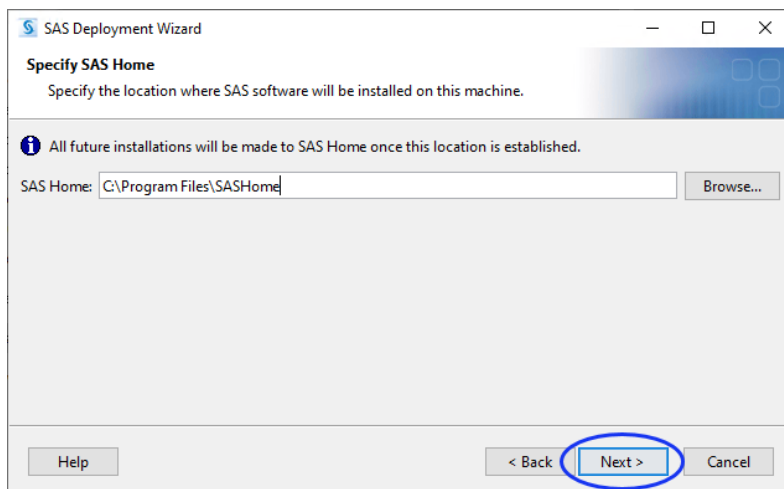 SAS Deployment Wizard
Specify SAS Home
Specify the location where SAS software will be installed on this machine.
All future installations will be made to SAS Home once this location is established.
SAS Home: C:\Program Files\SASHome Browse...
Help < Back Next > Cancel